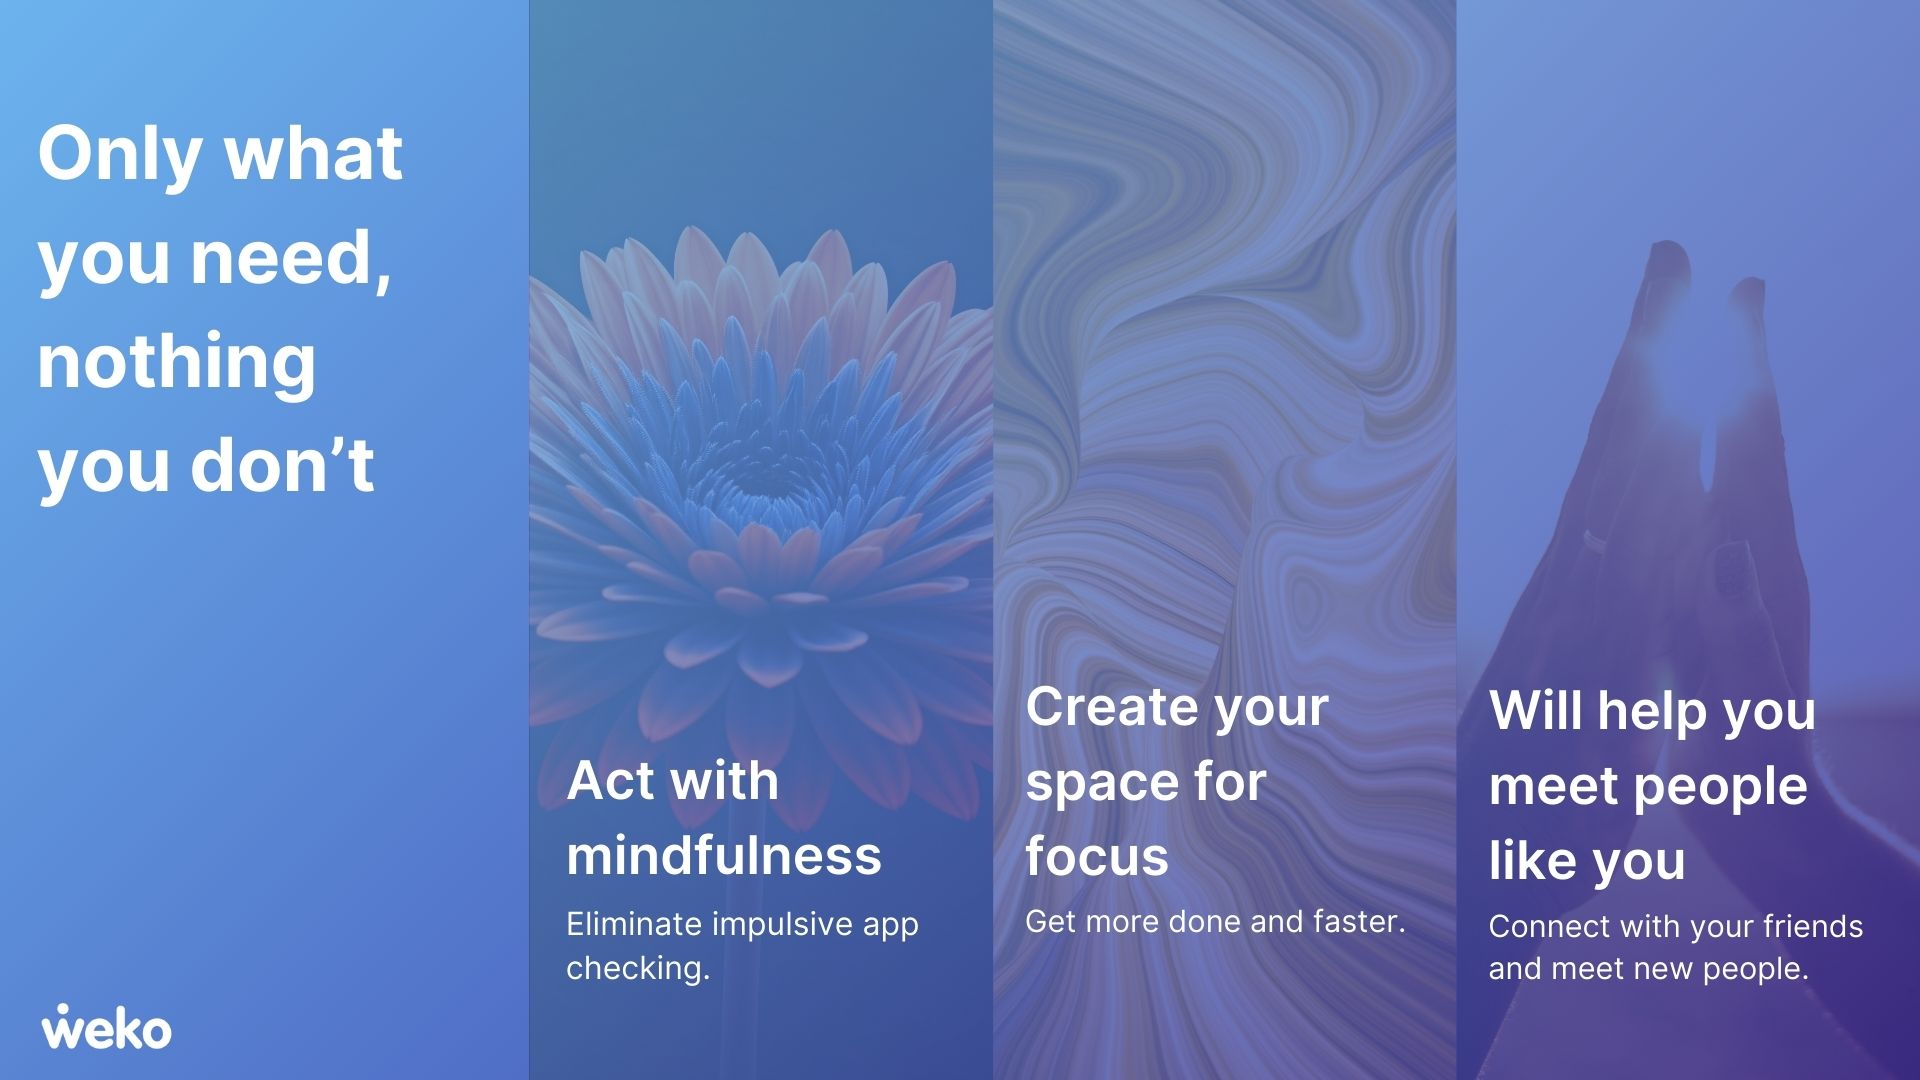 Only what
you need,
nothing
you don’t
weko
Act with
mindfulness
Eliminate impulsive app
checking.
Create your
space for
focus
Get more done and faster.
Will help you
meet people
like you
Connect with your friends
and meet new people.